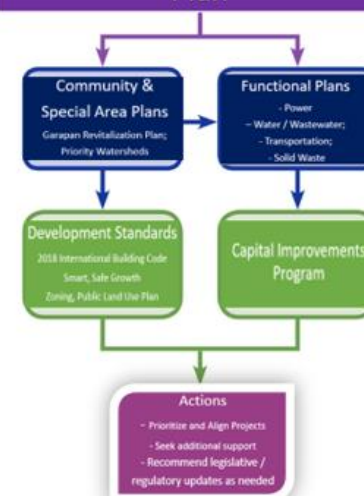 Community &
Special Area Plans
Garapan Revitalization Plan;
Priority Watersheds
Functional Plans
- Power
– Water / Wastewater;
- Transportation;
- Solid Waste
Development Standards
2018 International Building Code
Smart, Safe Growth
Zoning, Public Land Use Plan
Capital Improvements
Program
Actions
– Prioritize and Align Projects
- Seek additional support
- Recommend legislative /
regulatory updates as needed